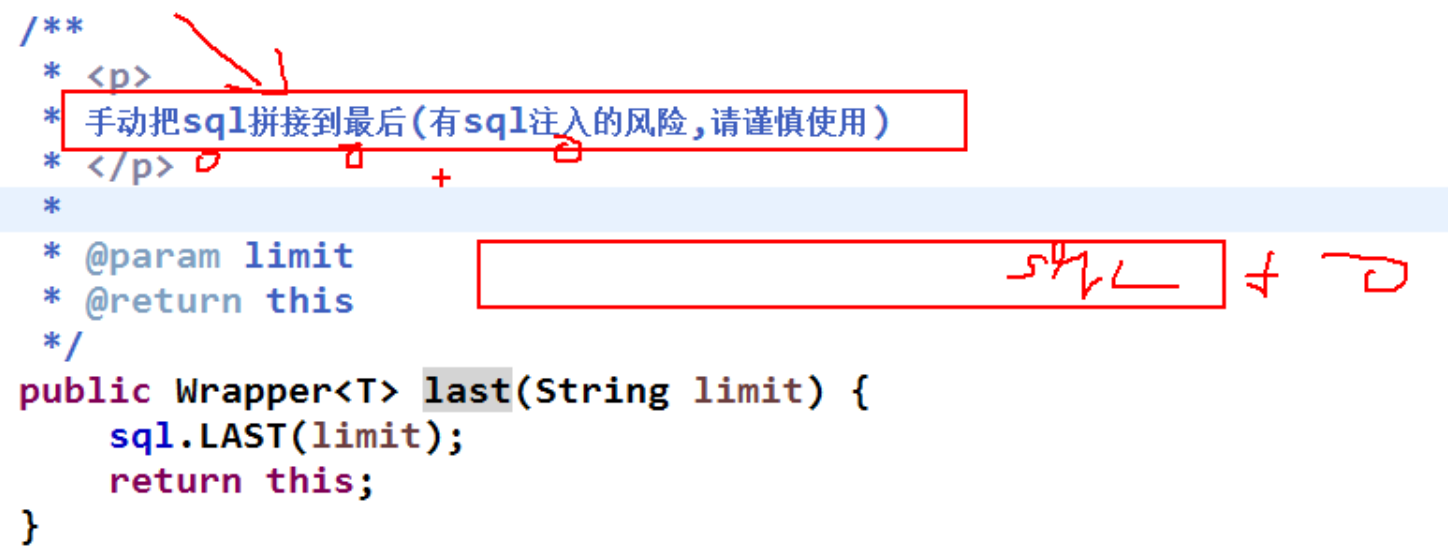 /**
* <p>
* 手动把sql拼接到最后(有sql注入的风险,请谨慎使用)
* </p>
+
*
* @param limit
sql +
* @return this
*/
public Wrapper<T> last(String limit) {
sql.LAST(limit);
return this;
}